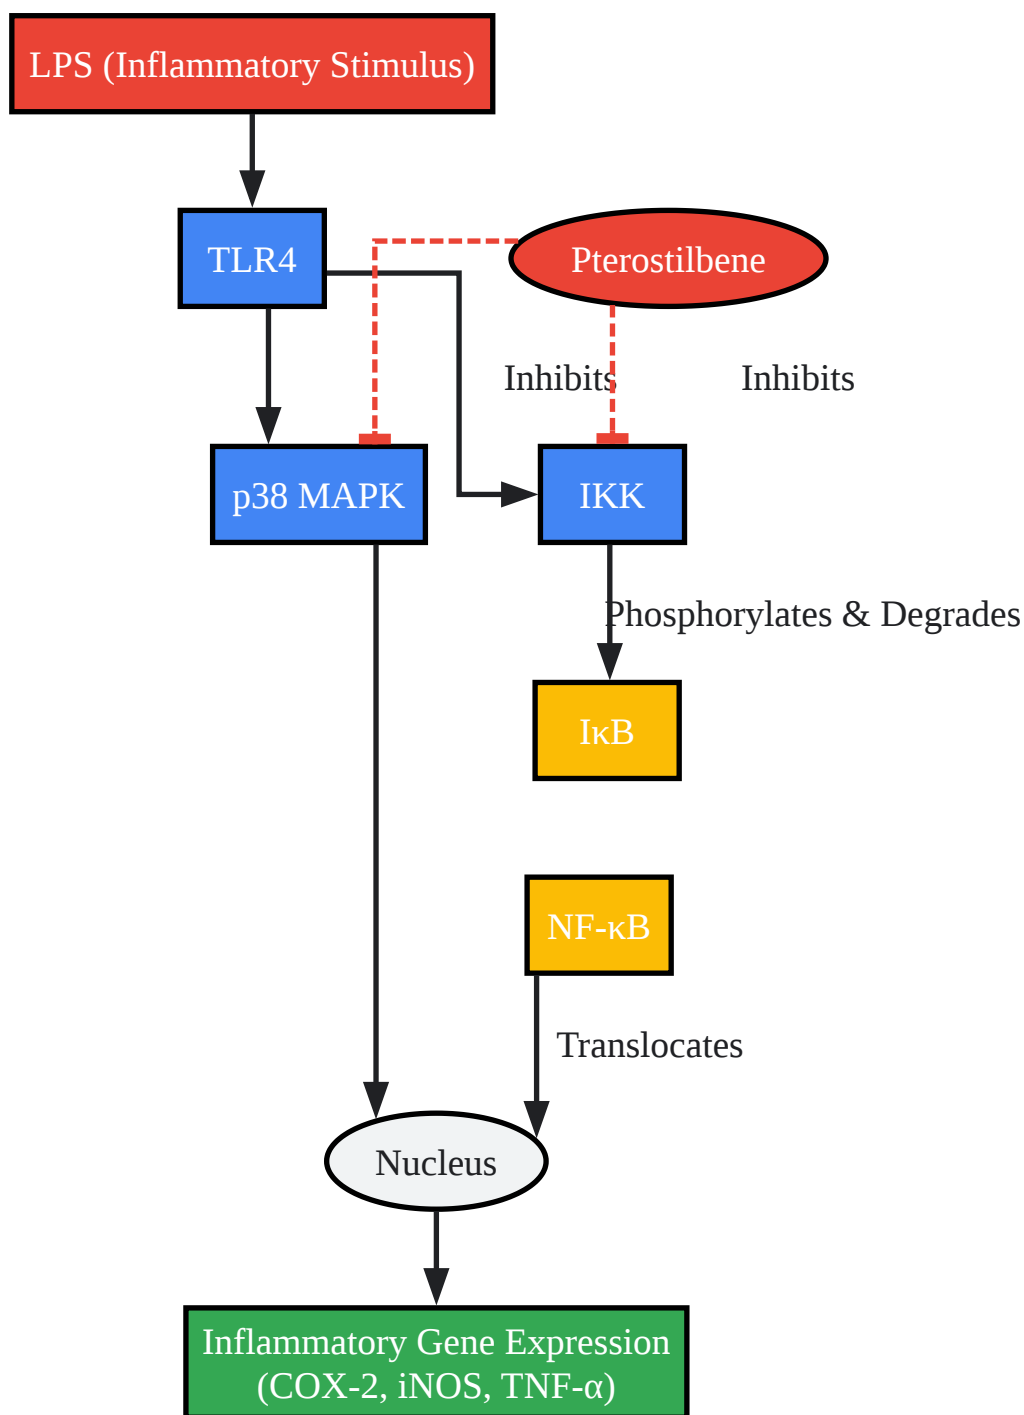 LPS (Inflammatory Stimulus)
TLR4
Pterostilbene
Inhibits
Inhibits
p38 MAPK
IKK
Phosphorylates & Degrades
IκB
NF-κB
Translocates
Nucleus
Inflammatory Gene Expression
(COX-2, iNOS, TNF-α)